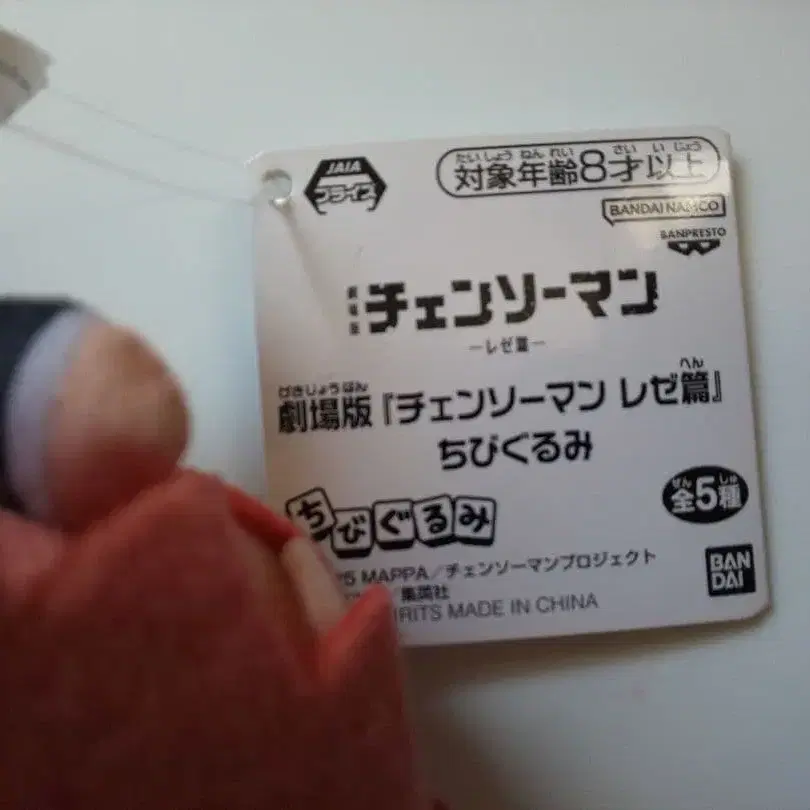 JAIA
プライズ
たいしょうねんれい さい いじょう
対象年齢8才以上
BANDAI NAMCO
BANPRESTO
チェンソーマン
ーレゼ篇ー
げきじょうばん へん
劇場版『チェンソーマン レゼ篇』
ちびぐるみ
ちびぐるみ
ぜん しゅ
全5種
5 MAPPA/チェンソーマンプロジェクト
/集英社
IRITS MADE IN CHINA
BAN
DAI